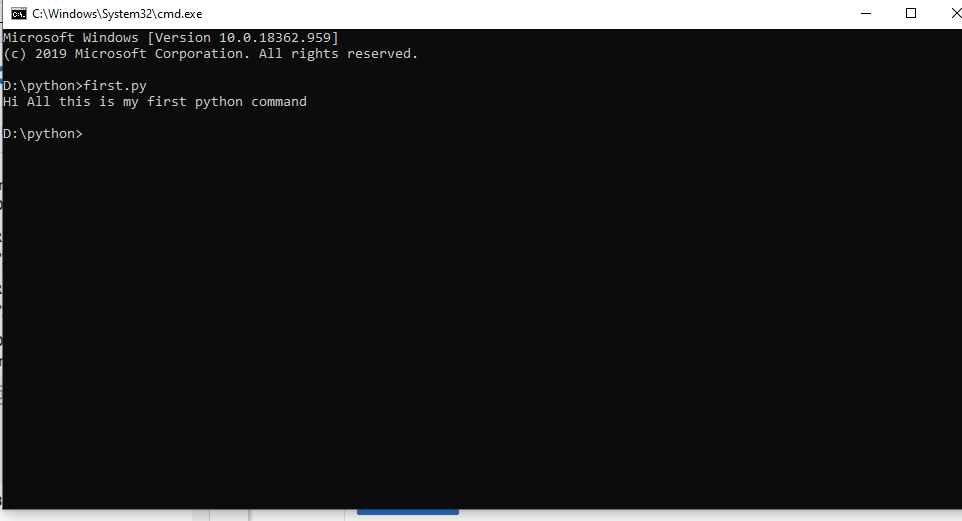 C:\Windows\System32\cmd.exe
Microsoft Windows [Version 10.0.18362.959]
(c) 2019 Microsoft Corporation. All rights reserved.
D:\python>first.py
Hi All this is my first python command
D:\python>